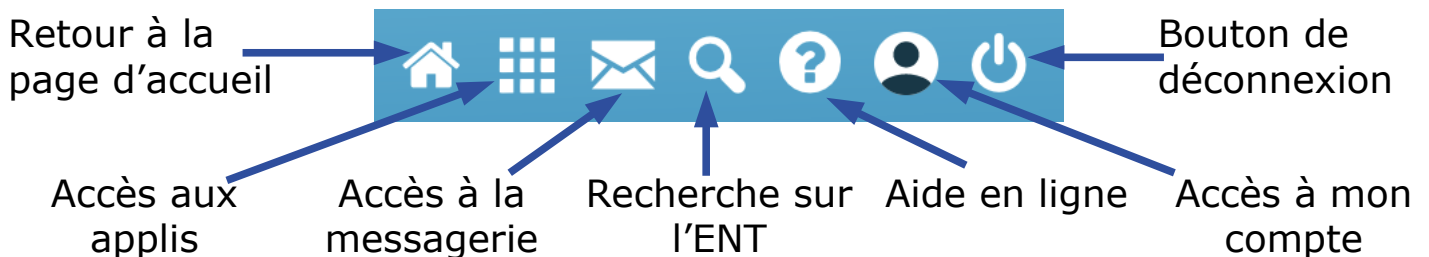 Retour à la
page d’accueil
?
Bouton de
déconnexion
Accès aux
applis
Accès à la
messagerie
Recherche sur
l’ENT
Aide en ligne
Accès à mon
compte